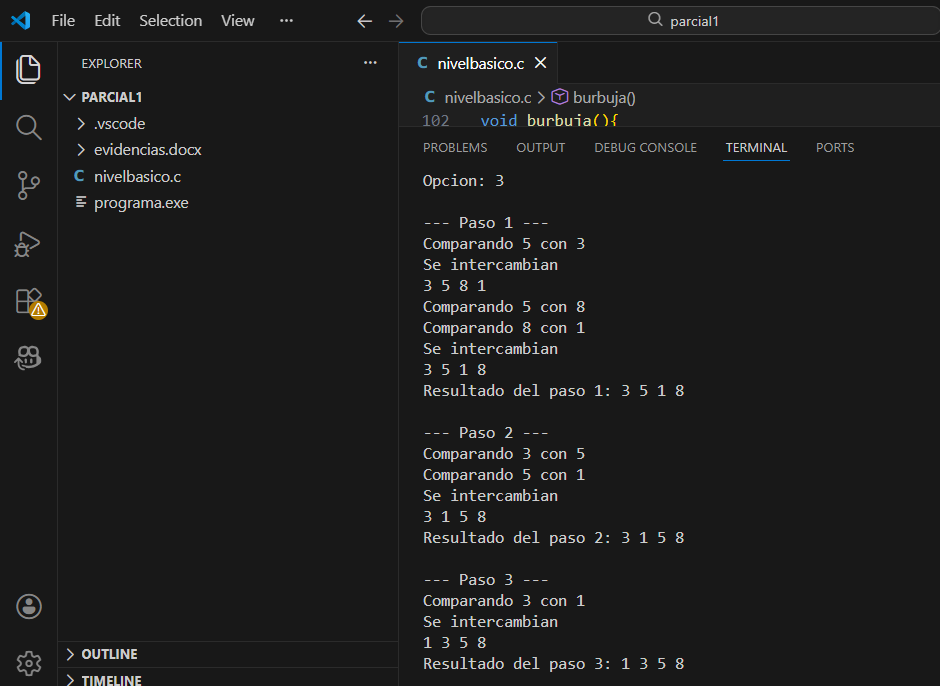 File Edit Selection View ···
parcial1
EXPLORER ···
PARCIAL1
.vscode
evidencias.docx
C nivelbasico.c
programa.exe
OUTLINE
TIMELINE
C nivelbasico.c
C nivelbasico.c > burbuja()
102 void burbuja(){
PROBLEMS OUTPUT DEBUG CONSOLE TERMINAL PORTS
Opcion: 3
--- Paso 1 ---
Comparando 5 con 3
Se intercambian
3 5 8 1
Comparando 5 con 8
Comparando 8 con 1
Se intercambian
3 5 1 8
Resultado del paso 1: 3 5 1 8
--- Paso 2 ---
Comparando 3 con 5
Comparando 5 con 1
Se intercambian
3 1 5 8
Resultado del paso 2: 3 1 5 8
--- Paso 3 ---
Comparando 3 con 1
Se intercambian
1 3 5 8
Resultado del paso 3: 1 3 5 8